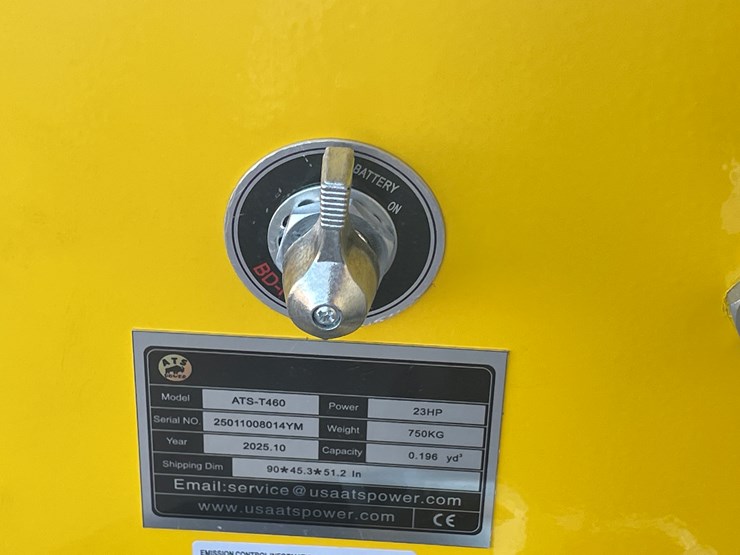 BATTERY
ON
BD-
ATS
POWER
Model ATS-T460 Power 23HP
Serial NO. 25011008014YM Weight 750KG
Year 2025.10 Capacity 0.196 yd³
Shipping Dim 90*45.3*51.2 In
Email:service@usaatspower.com
www.usaatspower.com CE
EMISSION CONTROL